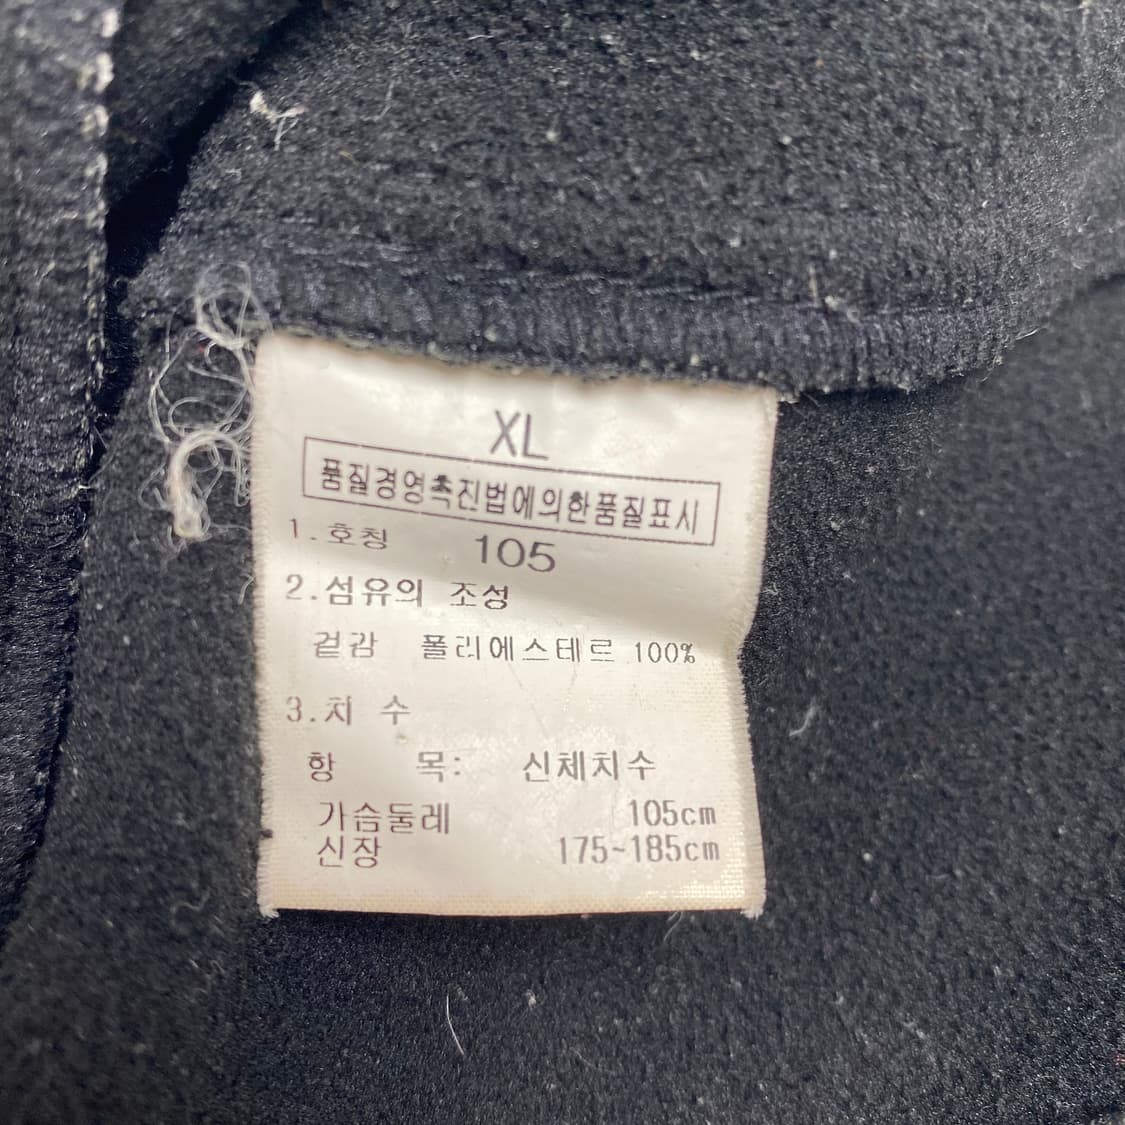 XL
품질경영촉진법에의한품질표시
1.호칭 105
2.섬유의 조성
겉감 폴리에스테르 100%
3.치 수
항 목: 신체치수
가슴둘레 105cm
신장 175~185cm